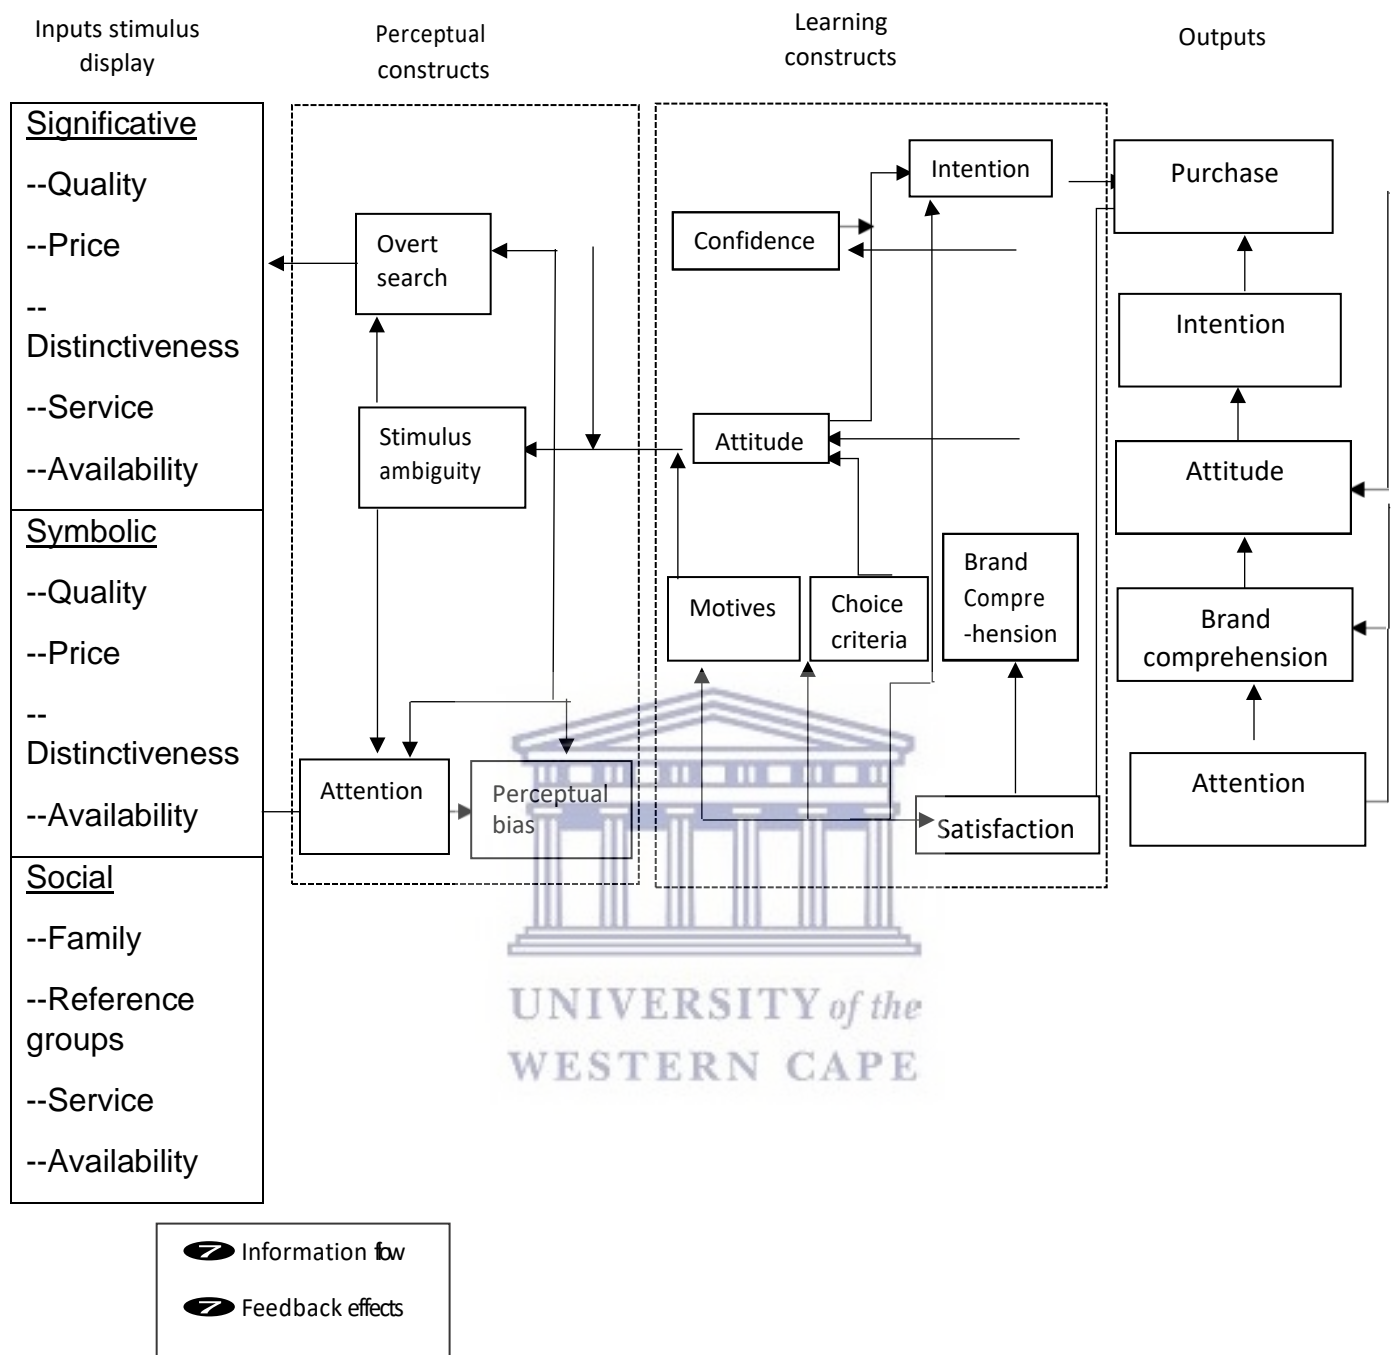 Inputs stimulus
display
Perceptual
constructs
Learning
constructs
Outputs
Significative
--Quality
--Price
--
Distinctiveness
--Service
--Availability
Symbolic
--Quality
--Price
--
Distinctiveness
--Availability
Social
--Family
--Reference
groups
--Service
--Availability
Overt
search
Stimulus
ambiguity
Attention
Perceptual
bias
Intention
Confidence
Attitude
Motives
Choice
criteria
Brand
Compre
-hension
Satisfaction
Purchase
Intention
Attitude
Brand
comprehension
Attention
UNIVERSITY of the
WESTERN CAPE
7 Information flow
7 Feedback effects